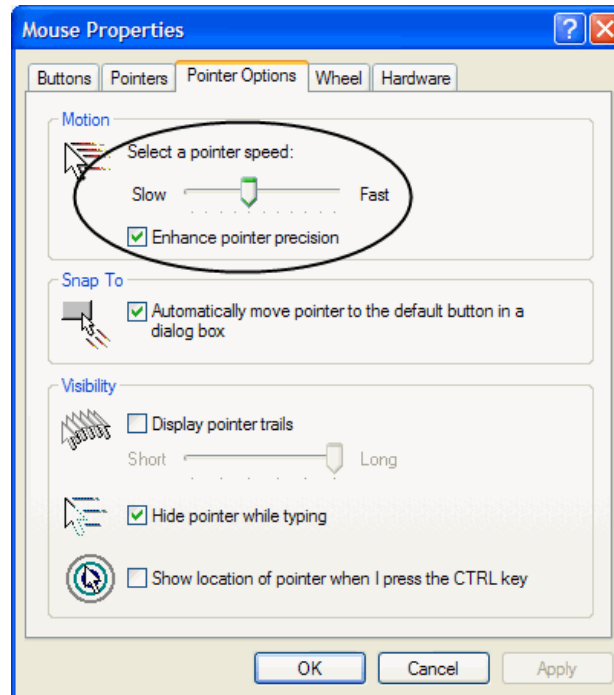 Mouse Properties
Buttons Pointers Pointer Options Wheel Hardware
Motion
Select a pointer speed:
Slow Fast
Enhance pointer precision
Snap To
Automatically move pointer to the default button in a
dialog box
Visibility
Display pointer trails
Short Long
Hide pointer while typing
Show location of pointer when I press the CTRL key
OK Cancel Apply